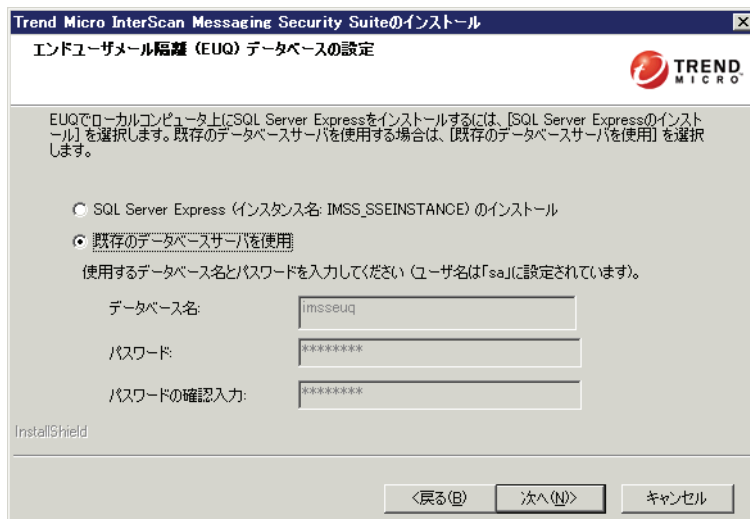 Trend Micro InterScan Messaging Security Suiteのインストール
エンドユーザメール隔離 (EUQ) データベースの設定
TREND
MICRO
EUQでローカルコンピュータ上にSQL Server Expressをインストールするには、[SQL Server Expressのインスト
ール] を選択します。既存のデータベースサーバを使用する場合は、[既存のデータベースサーバを使用] を選択
します。
SQL Server Express (インスタンス名: IMSS_SSEINSTANCE) のインストール
既存のデータベースサーバを使用
使用するデータベース名とパスワードを入力してください (ユーザ名は「sa」に設定されています)。
データベース名:
imsseuq
パスワード:
********
パスワードの確認入力:
********
InstallShield
<戻る(B)
次へ(N)>
キャンセル